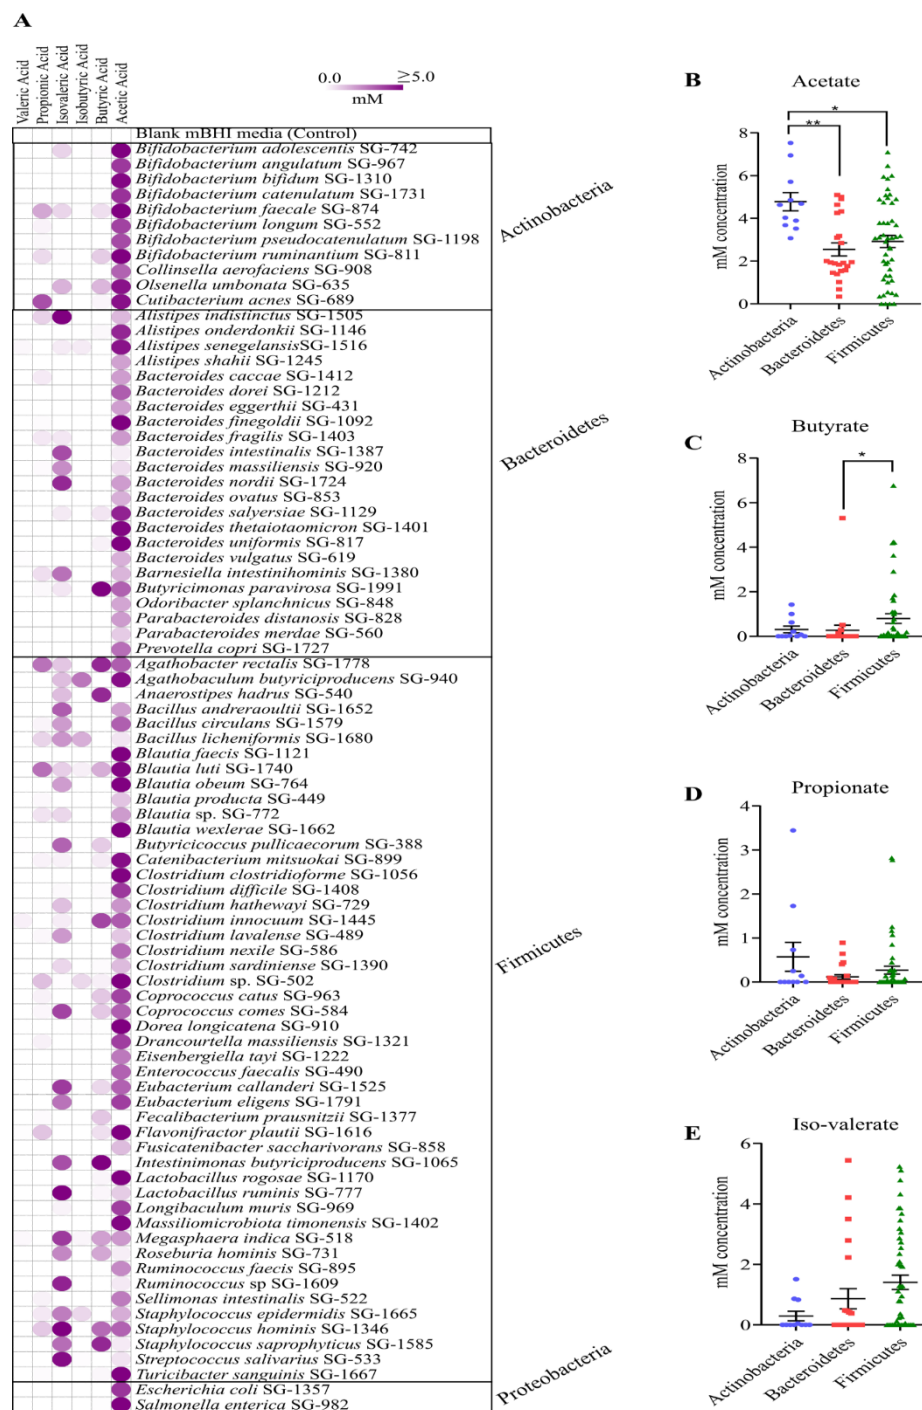 A
Valeric Acid
Propionic Acid
Isovaleric Acid
Isobutyric Acid
Butyric Acid
Acetic Acid
0.0
≥5.0
mM
Blank mBHI media (Control)
Bifidobacterium adolescentis SG-742
Bifidobacterium angulatum SG-967
Bifidobacterium bifidum SG-1310
Bifidobacterium catenulatum SG-1731
Bifidobacterium faecale SG-874
Bifidobacterium longum SG-552
Bifidobacterium pseudocatenulatum SG-1198
Bifidobacterium ruminantium SG-811
Collinsella aerofaciens SG-908
Olsenella umbonata SG-635
Cutibacterium acnes SG-689
Actinobacteria
Alistipes indistinctus SG-1505
Alistipes onderdonkii SG-1146
Alistipes senegelansisSG-1516
Alistipes shahii SG-1245
Bacteroides caccae SG-1412
Bacteroides dorei SG-1212
Bacteroides eggerthii SG-431
Bacteroides finegoldii SG-1092
Bacteroides fragilis SG-1403
Bacteroides intestinalis SG-1387
Bacteroides massiliensis SG-920
Bacteroides nordii SG-1724
Bacteroides ovatus SG-853
Bacteroides salyersiae SG-1129
Bacteroides thetaiotaomicron SG-1401
Bacteroides uniformis SG-817
Bacteroides vulgatus SG-619
Barnesiella intestinihominis SG-1380
Butyricimonas paravirosa SG-1991
Odoribacter splanchnicus SG-848
Parabacteroides distanosis SG-828
Parabacteroides merdae SG-560
Prevotella copri SG-1727
Bacteroidetes
Agathobacter rectalis SG-1778
Agathobaculum butyriciproducens SG-940
Anaerostipes hadrus SG-540
Bacillus andreraoultii SG-1652
Bacillus circulans SG-1579
Bacillus licheniformis SG-1680
Blautia faecis SG-1121
Blautia luti SG-1740
Blautia obeum SG-764
Blautia producta SG-449
Blautia sp. SG-772
Blautia wexlerae SG-1662
Butyricicoccus pullicaecorum SG-388
Catenibacterium mitsuokai SG-899
Clostridium clostridioforme SG-1056
Clostridium difficile SG-1408
Clostridium hathewayi SG-729
Clostridium innocuum SG-1445
Clostridium lavalense SG-489
Clostridium nexile SG-586
Clostridium sardiniense SG-1390
Clostridium sp. SG-502
Coprococcus catus SG-963
Coprococcus comes SG-584
Dorea longicatena SG-910
Drancourtella massiliensis SG-1321
Eisenbergiella tayi SG-1222
Enterococcus faecalis SG-490
Eubacterium callanderi SG-1525
Eubacterium eligens SG-1791
Fecalibacterium prausnitzii SG-1377
Flavonifractor plautii SG-1616
Fusicatenibacter saccharivorans SG-858
Intestinimonas butyriciproducens SG-1065
Lactobacillus rogosae SG-1170
Lactobacillus ruminis SG-777
Longibaculum muris SG-969
Massiliomicrobiota timonensis SG-1402
Megasphaera indica SG-518
Roseburia hominis SG-731
Ruminococcus faecis SG-895
Ruminococcus sp SG-1609
Sellimonas intestinalis SG-522
Staphylococcus epidermidis SG-1665
Staphylococcus hominis SG-1346
Staphylococcus saprophyticus SG-1585
Streptococcus salivarius SG-533
Turicibacter sanguinis SG-1667
Firmicutes
Escherichia coli SG-1357
Salmonella enterica SG-982
Proteobacteria
B
Acetate
*
**
mM concentration
8
6
4
2
0
Actinobacteria
Bacteroidetes
Firmicutes
C
Butyrate
*
mM concentration
8
6
4
2
0
Actinobacteria
Bacteroidetes
Firmicutes
D
Propionate
mM concentration
4
3
2
1
0
Actinobacteria
Bacteroidetes
Firmicutes
E
Iso-valerate
mM concentration
6
5
4
3
2
1
0
Actinobacteria
Bacteroidetes
Firmicutes